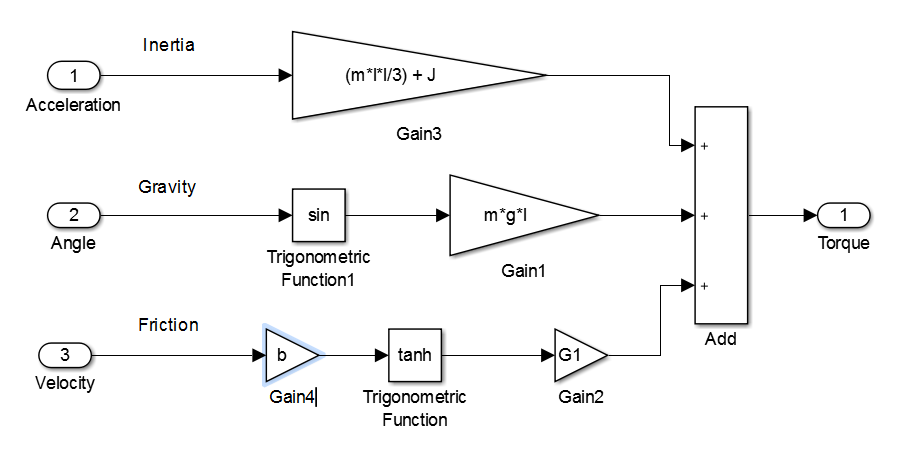 Inertia
1
Acceleration
(m*l*l/3) + J
Gain3
+
Gravity
2
Angle
sin
Trigonometric
Function1
m*g*l
Gain1
+
1
Torque
Friction
3
Velocity
b
Gain4
tanh
Trigonometric
Function
G1
Gain2
+
Add